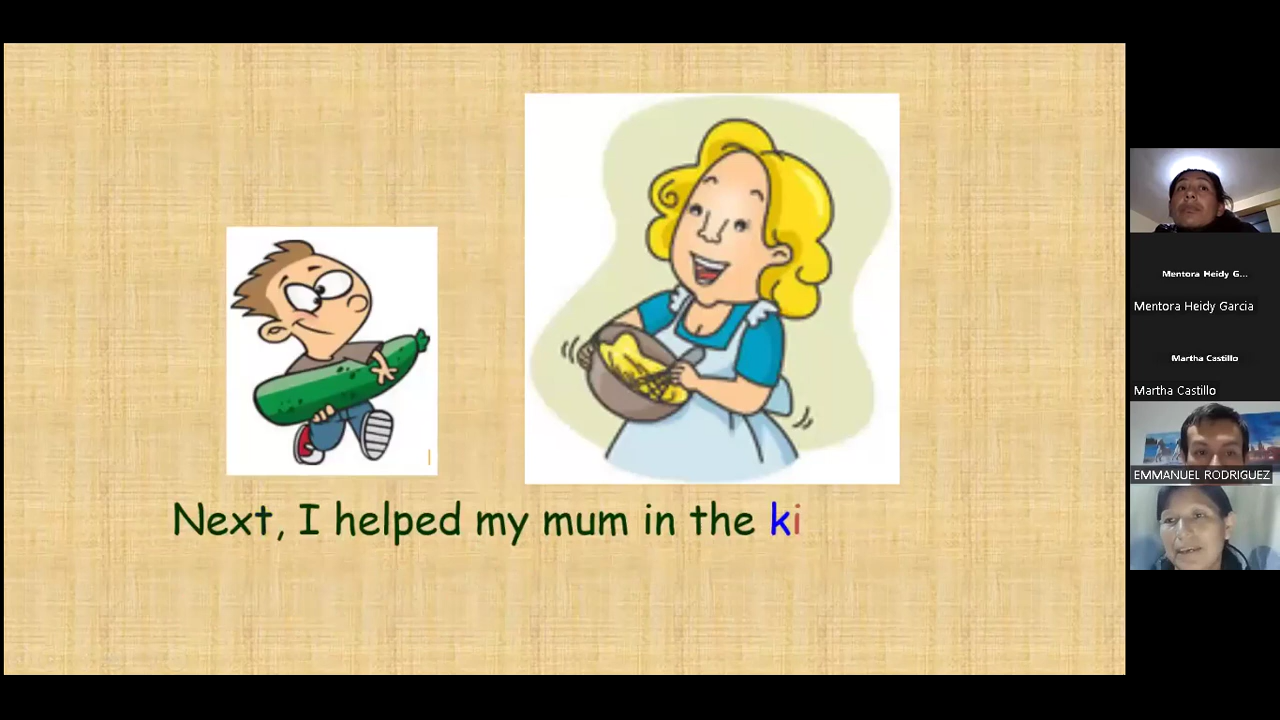 Next, I helped my mum in the ki
Mentora Heidy G...
Mentora Heidy Garcia
Martha Castillo
Martha Castillo
EMMANUEL RODRIGUEZ